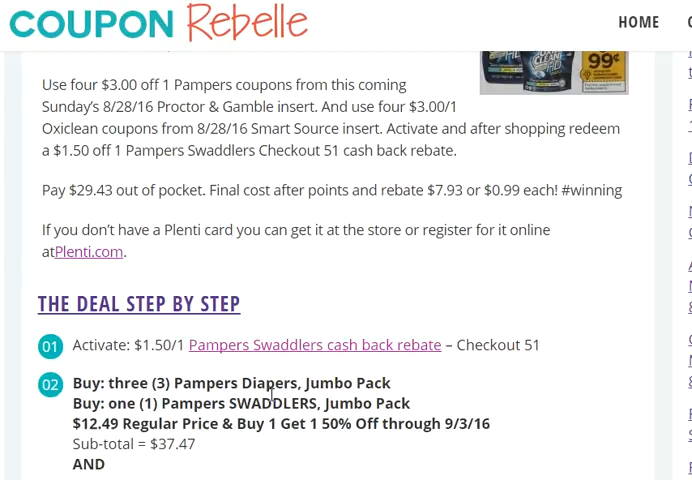 COUPON Rebelle
HOME
99¢
Use four $3.00 off 1 Pampers coupons from this coming
Sunday's 8/28/16 Proctor & Gamble insert. And use four $3.00/1
Oxiclean coupons from 8/28/16 Smart Source insert. Activate and after shopping redeem
a $1.50 off 1 Pampers Swaddlers Checkout 51 cash back rebate.
Pay $29.43 out of pocket. Final cost after points and rebate $7.93 or $0.99 each! #winning
If you don't have a Plenti card you can get it at the store or register for it online
atPlenti.com.
THE DEAL STEP BY STEP
01 Activate: $1.50/1 Pampers Swaddlers cash back rebate – Checkout 51
02 Buy: three (3) Pampers Diapers, Jumbo Pack
Buy: one (1) Pampers SWADDLERS, Jumbo Pack
$12.49 Regular Price & Buy 1 Get 1 50% Off through 9/3/16
Sub-total = $37.47
AND